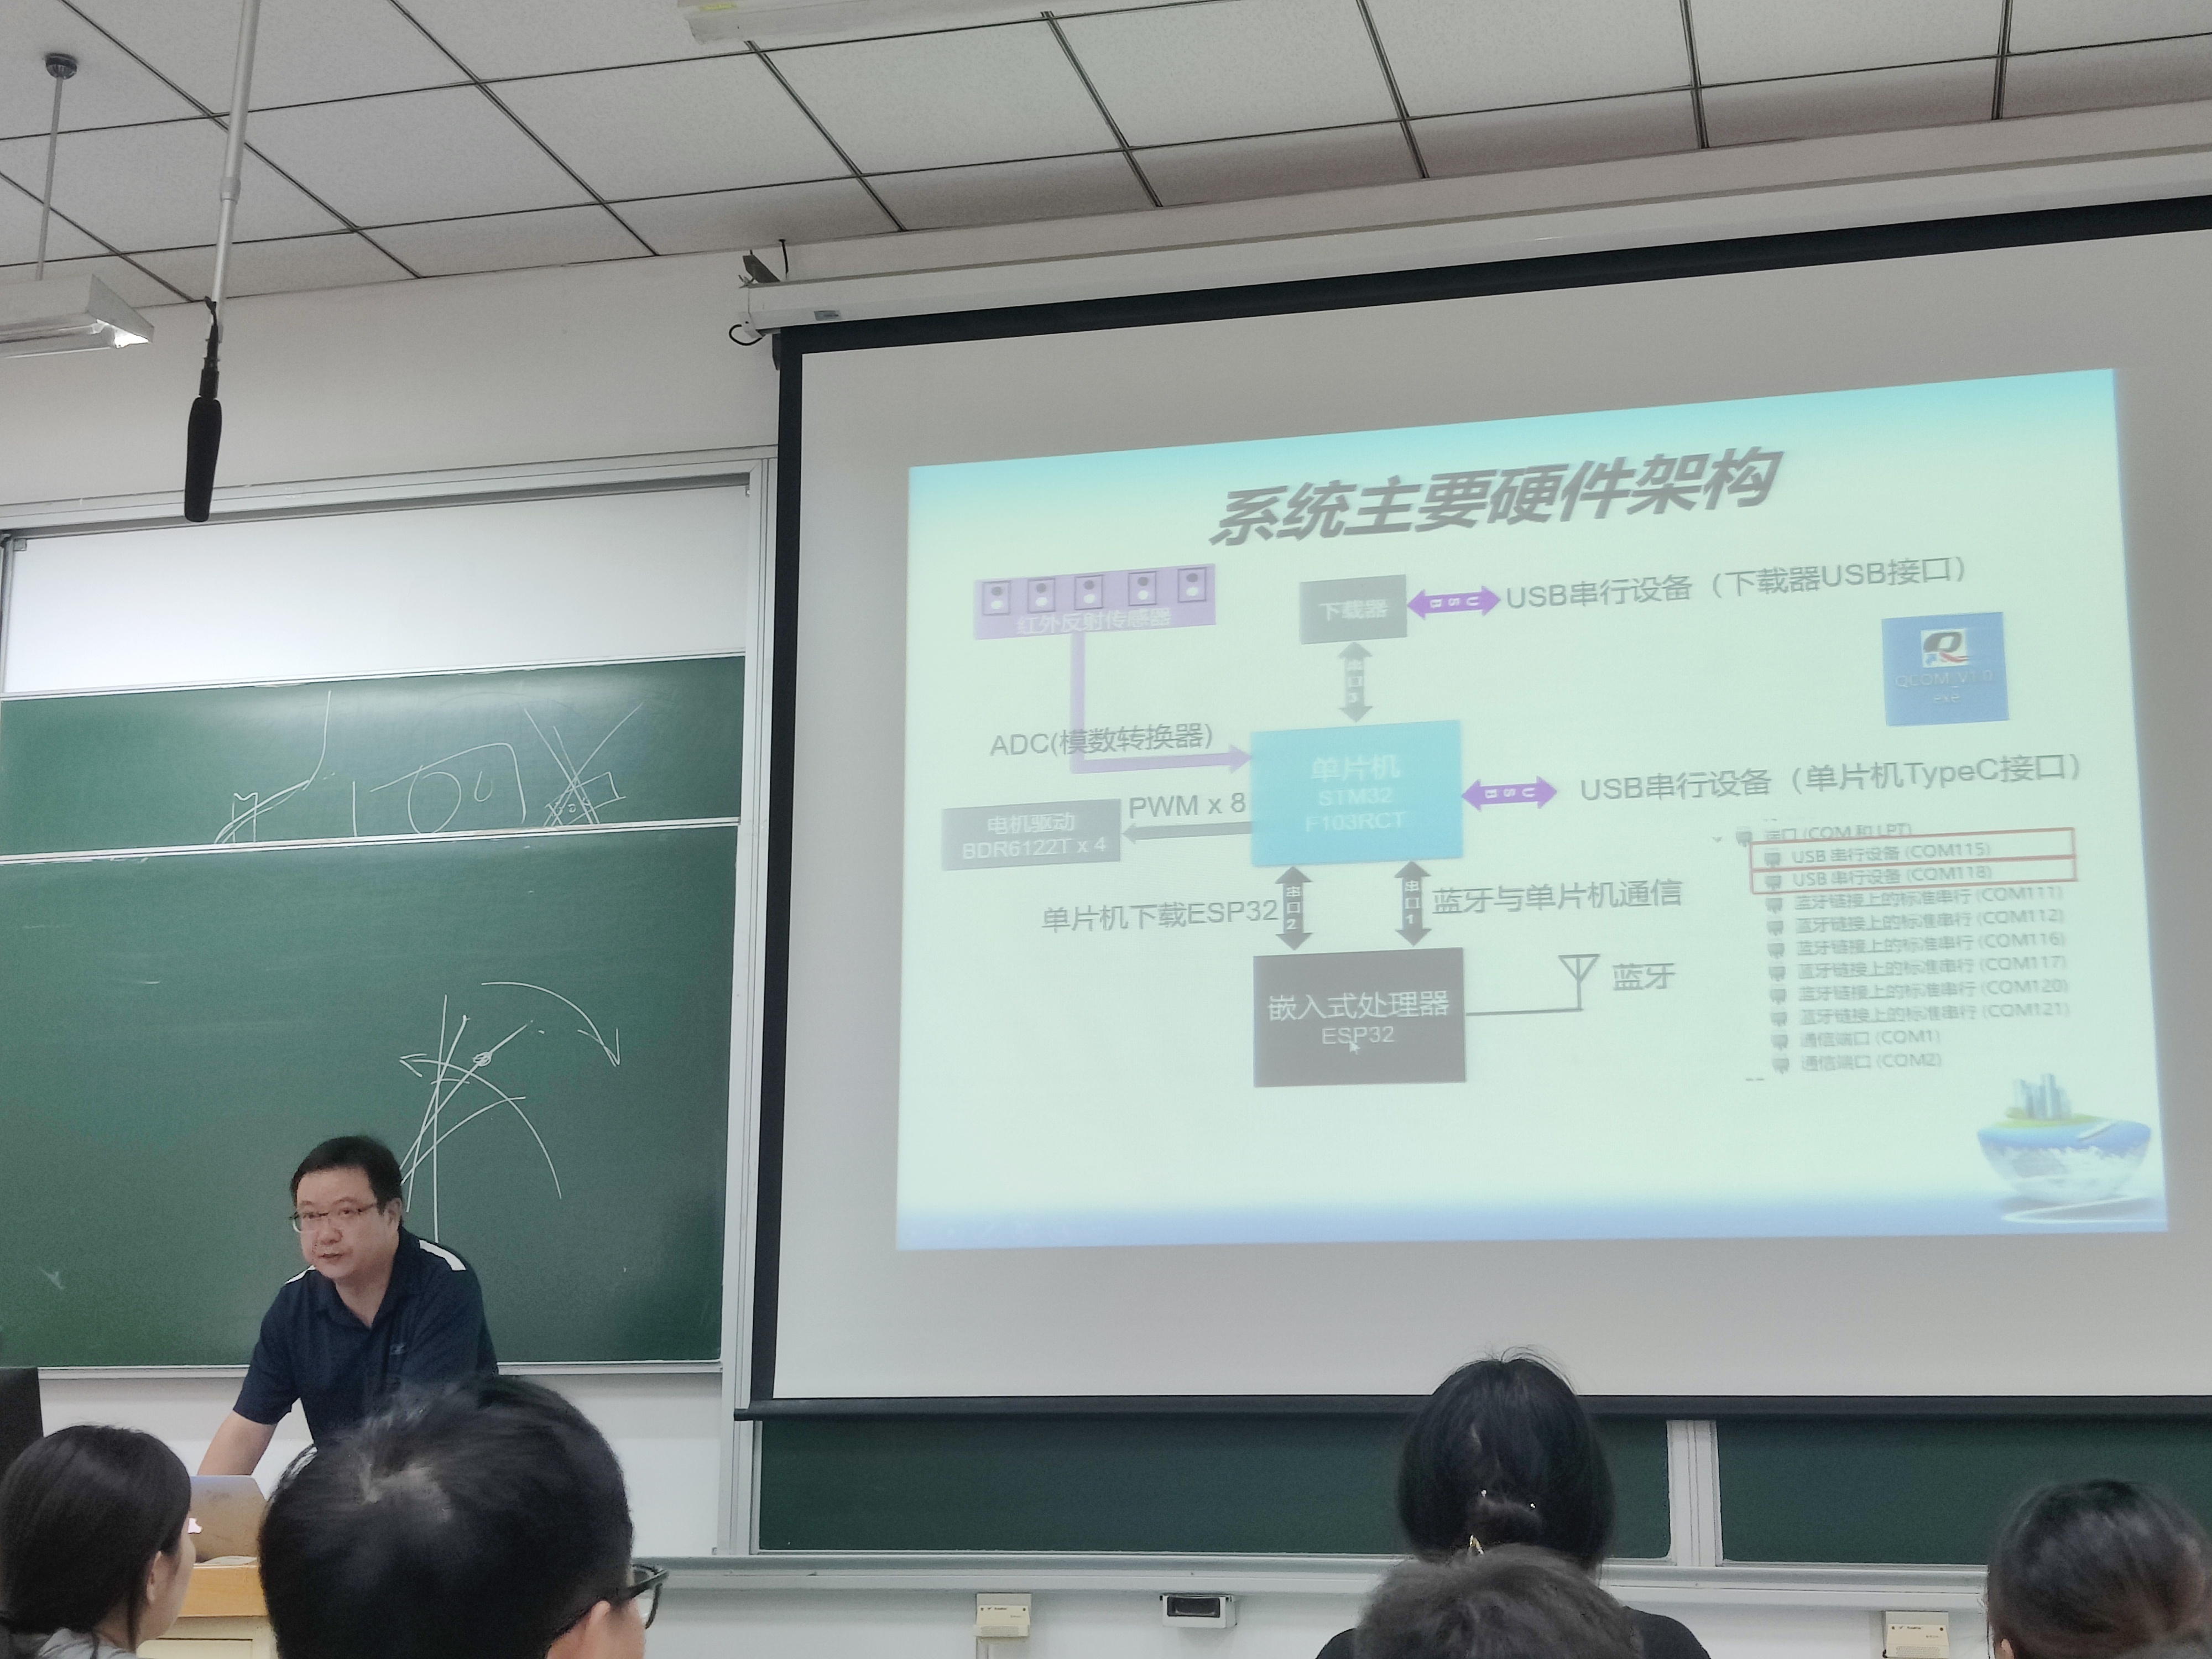 系统主要硬件架构
红外反射传感器
下载器
USB
USB串行设备（下载器USB接口）
串口3
QCOM_V1.0
.exe
ADC(模数转换器)
单片机
STM32
F103RCT
USB
USB串行设备（单片机TypeC接口）
电机驱动
BDR6122T x 4
PWM x 8
端口 (COM 和 LPT)
USB 串行设备 (COM115)
USB 串行设备 (COM118)
蓝牙链接上的标准串行 (COM111)
蓝牙链接上的标准串行 (COM112)
蓝牙链接上的标准串行 (COM116)
蓝牙链接上的标准串行 (COM117)
蓝牙链接上的标准串行 (COM120)
蓝牙链接上的标准串行 (COM121)
通信端口 (COM1)
通信端口 (COM2)
单片机下载ESP32
串口2
串口1
蓝牙与单片机通信
嵌入式处理器
ESP32
蓝牙